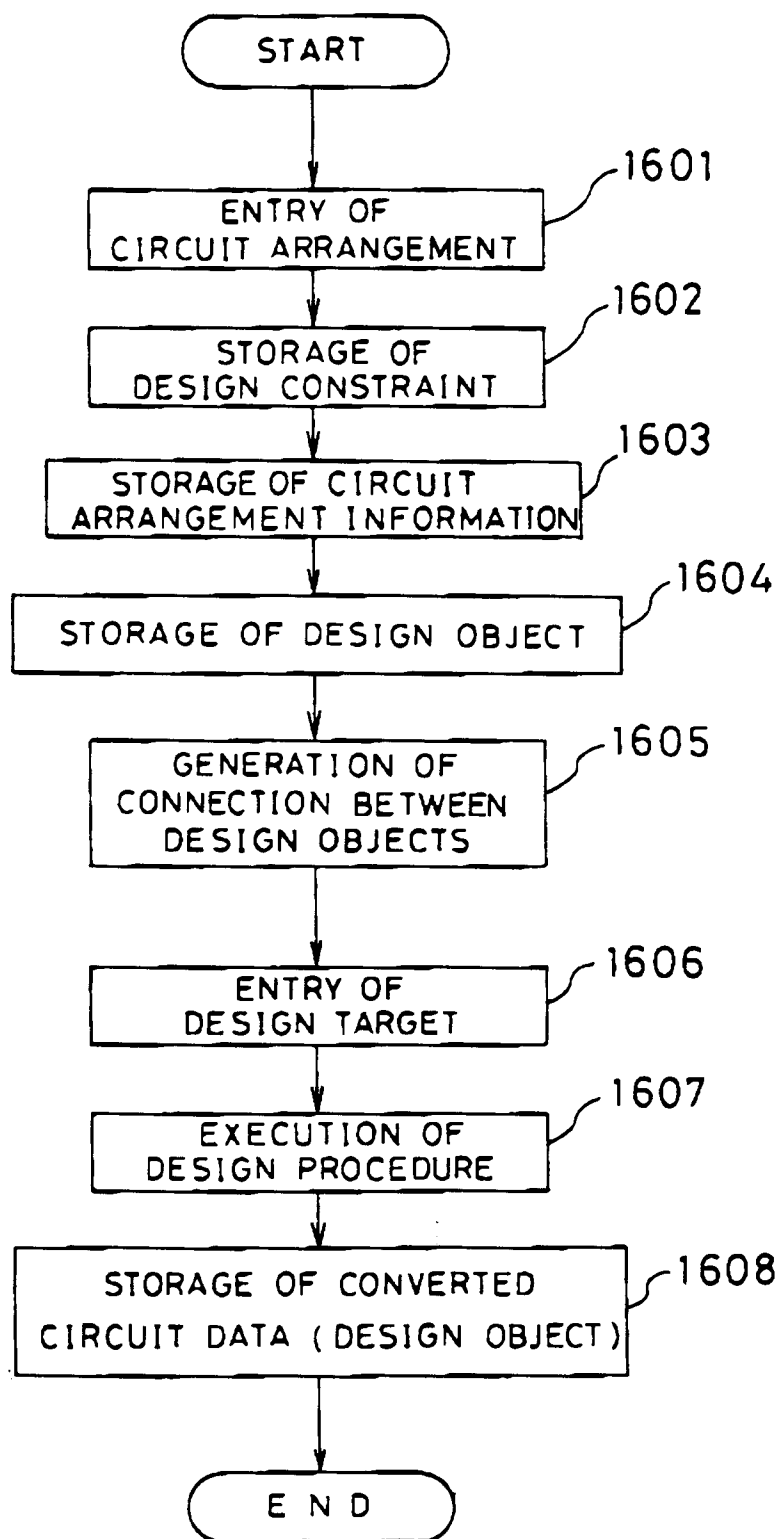 START
1601
ENTRY OF
CIRCUIT ARRANGEMENT
1602
STORAGE OF
DESIGN CONSTRAINT
1603
STORAGE OF CIRCUIT
ARRANGEMENT INFORMATION
1604
STORAGE OF DESIGN OBJECT
1605
GENERATION OF
CONNECTION BETWEEN
DESIGN OBJECTS
1606
ENTRY OF
DESIGN TARGET
1607
EXECUTION OF
DESIGN PROCEDURE
1608
STORAGE OF CONVERTED
CIRCUIT DATA (DESIGN OBJECT)
END